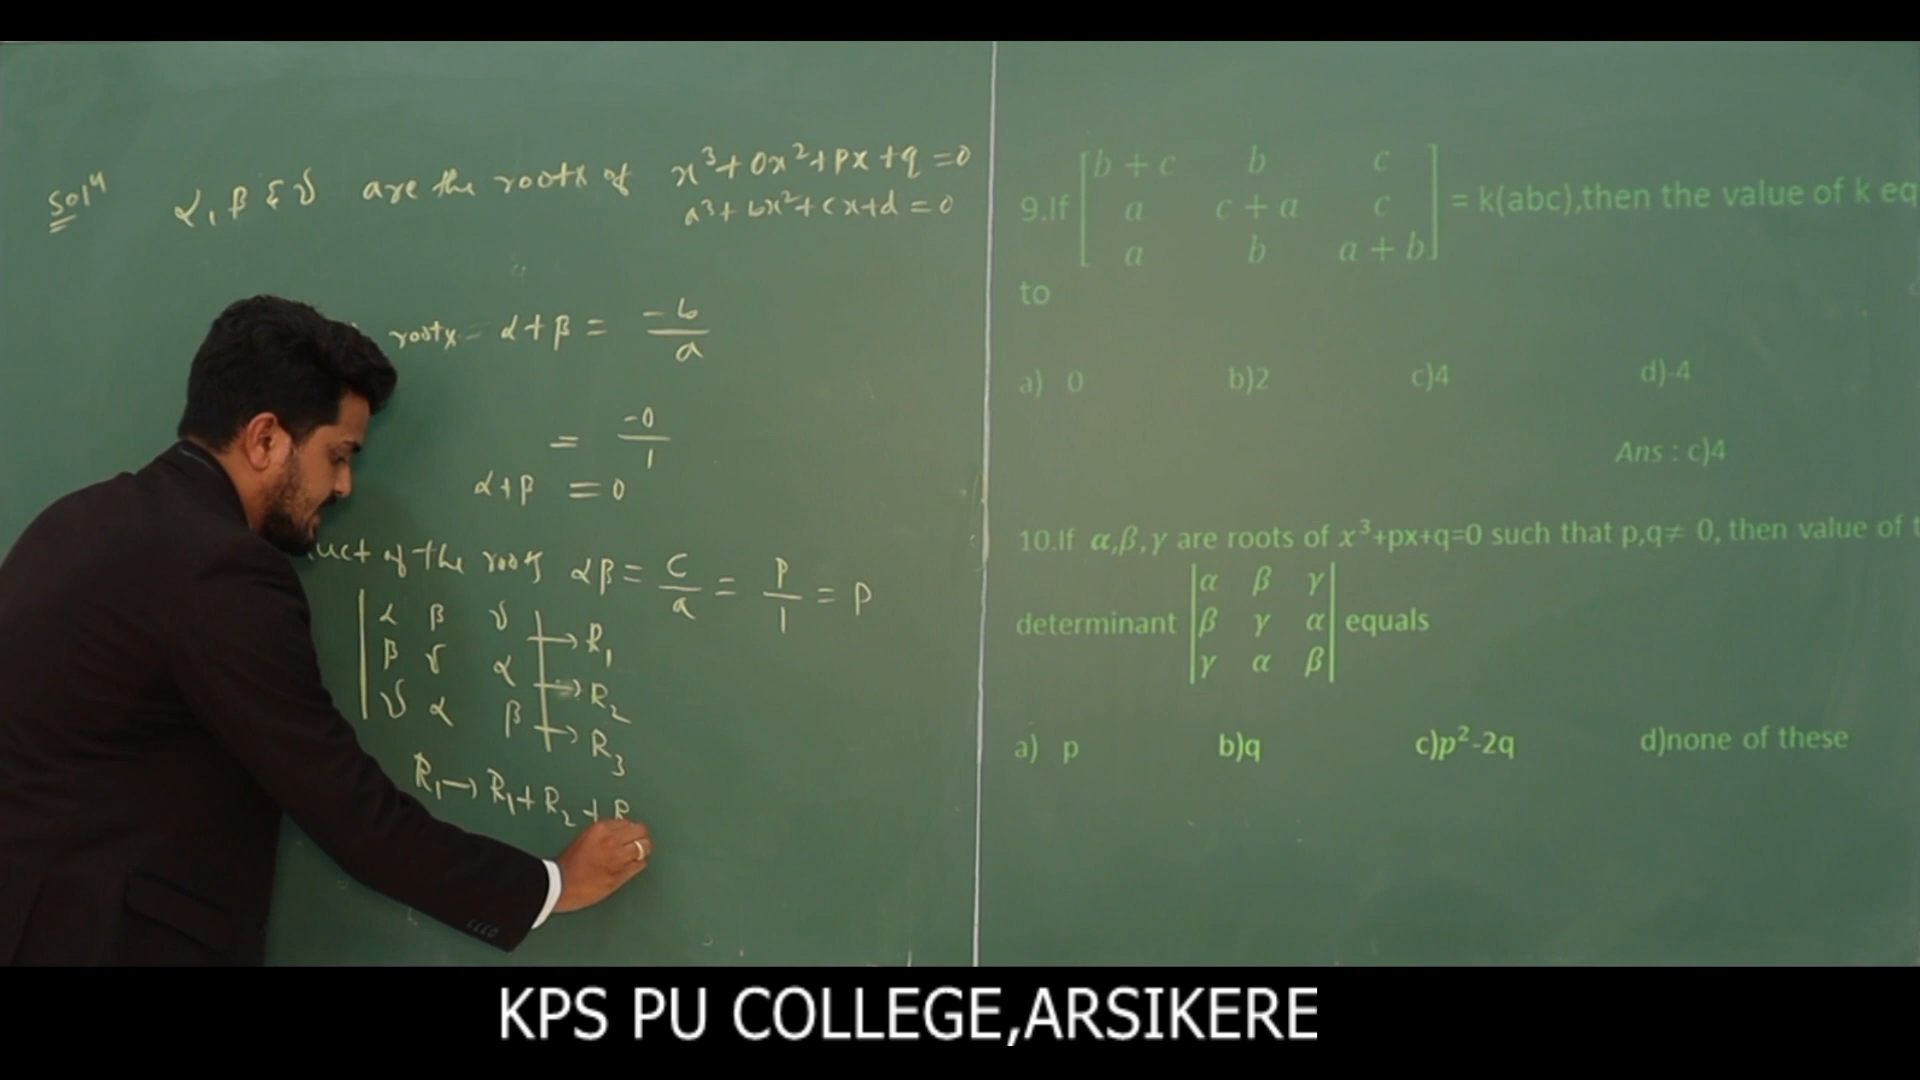 Solⁿ α, β & γ are the roots of x³+0x²+px+q=0
a³+bx²+cx+d=0
roots = α+β = -b/a
= -0/1
α+β = 0
uct of the roots αβ = c/a = p/1 = p
| α β γ | → R₁
| β γ α | → R₂
| γ α β | → R₃
R₁→R₁+R₂+R
9.If [b + c b c] = k(abc),then the value of k eq
[a c + a c]
[a b a + b]
to
a) 0 b)2 c)4 d)-4
Ans : c)4
10.If α,β,γ are roots of x³+px+q=0 such that p,q≠ 0, then value of t
|α β γ|
determinant |β γ α| equals
|γ α β|
a) p b)q c)p²-2q d)none of these
KPS PU COLLEGE,ARSIKERE